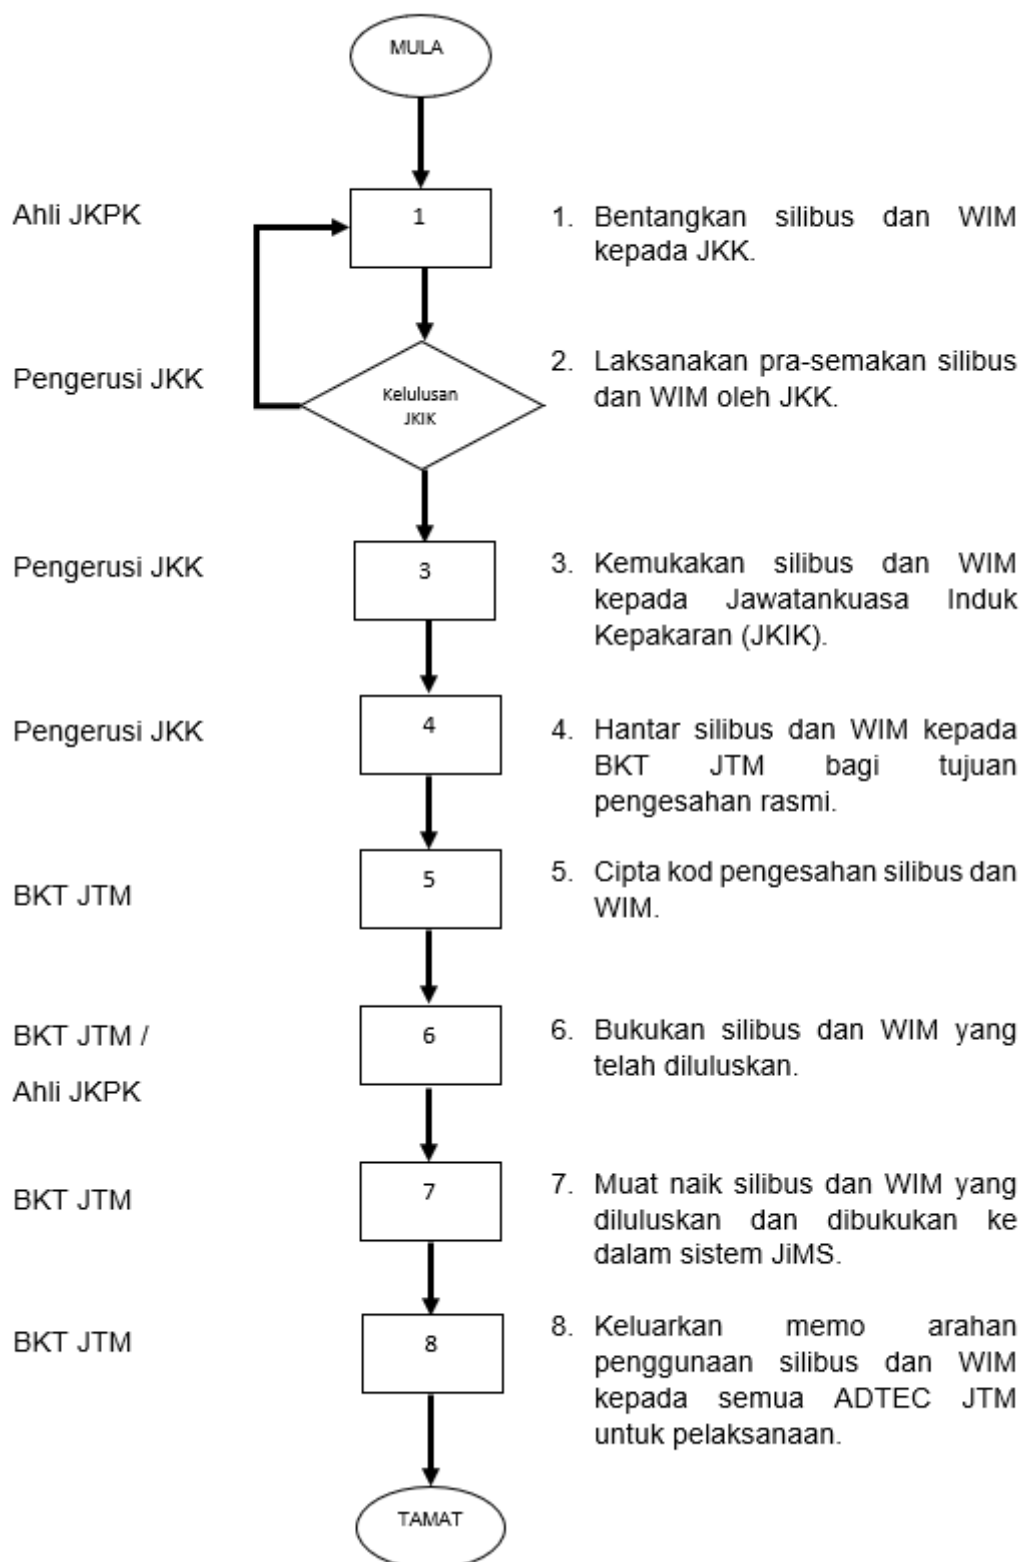 MULA
Ahli JKPK
1
1. Bentangkan silibus dan WIM
kepada JKK.
Pengerusi JKK
Kelulusan
JKIK
2. Laksanakan pra-semakan silibus
dan WIM oleh JKK.
Pengerusi JKK
3
3. Kemukakan silibus dan WIM
kepada Jawatankuasa Induk
Kepakaran (JKIK).
Pengerusi JKK
4
4. Hantar silibus dan WIM kepada
BKT JTM bagi tujuan
pengesahan rasmi.
BKT JTM
5
5. Cipta kod pengesahan silibus dan
WIM.
BKT JTM /
Ahli JKPK
6
6. Bukukan silibus dan WIM yang
telah diluluskan.
BKT JTM
7
7. Muat naik silibus dan WIM yang
diluluskan dan dibukukan ke
dalam sistem JiMS.
BKT JTM
8
8. Keluarkan memo arahan
penggunaan silibus dan WIM
kepada semua ADTEC JTM
untuk pelaksanaan.
TAMAT